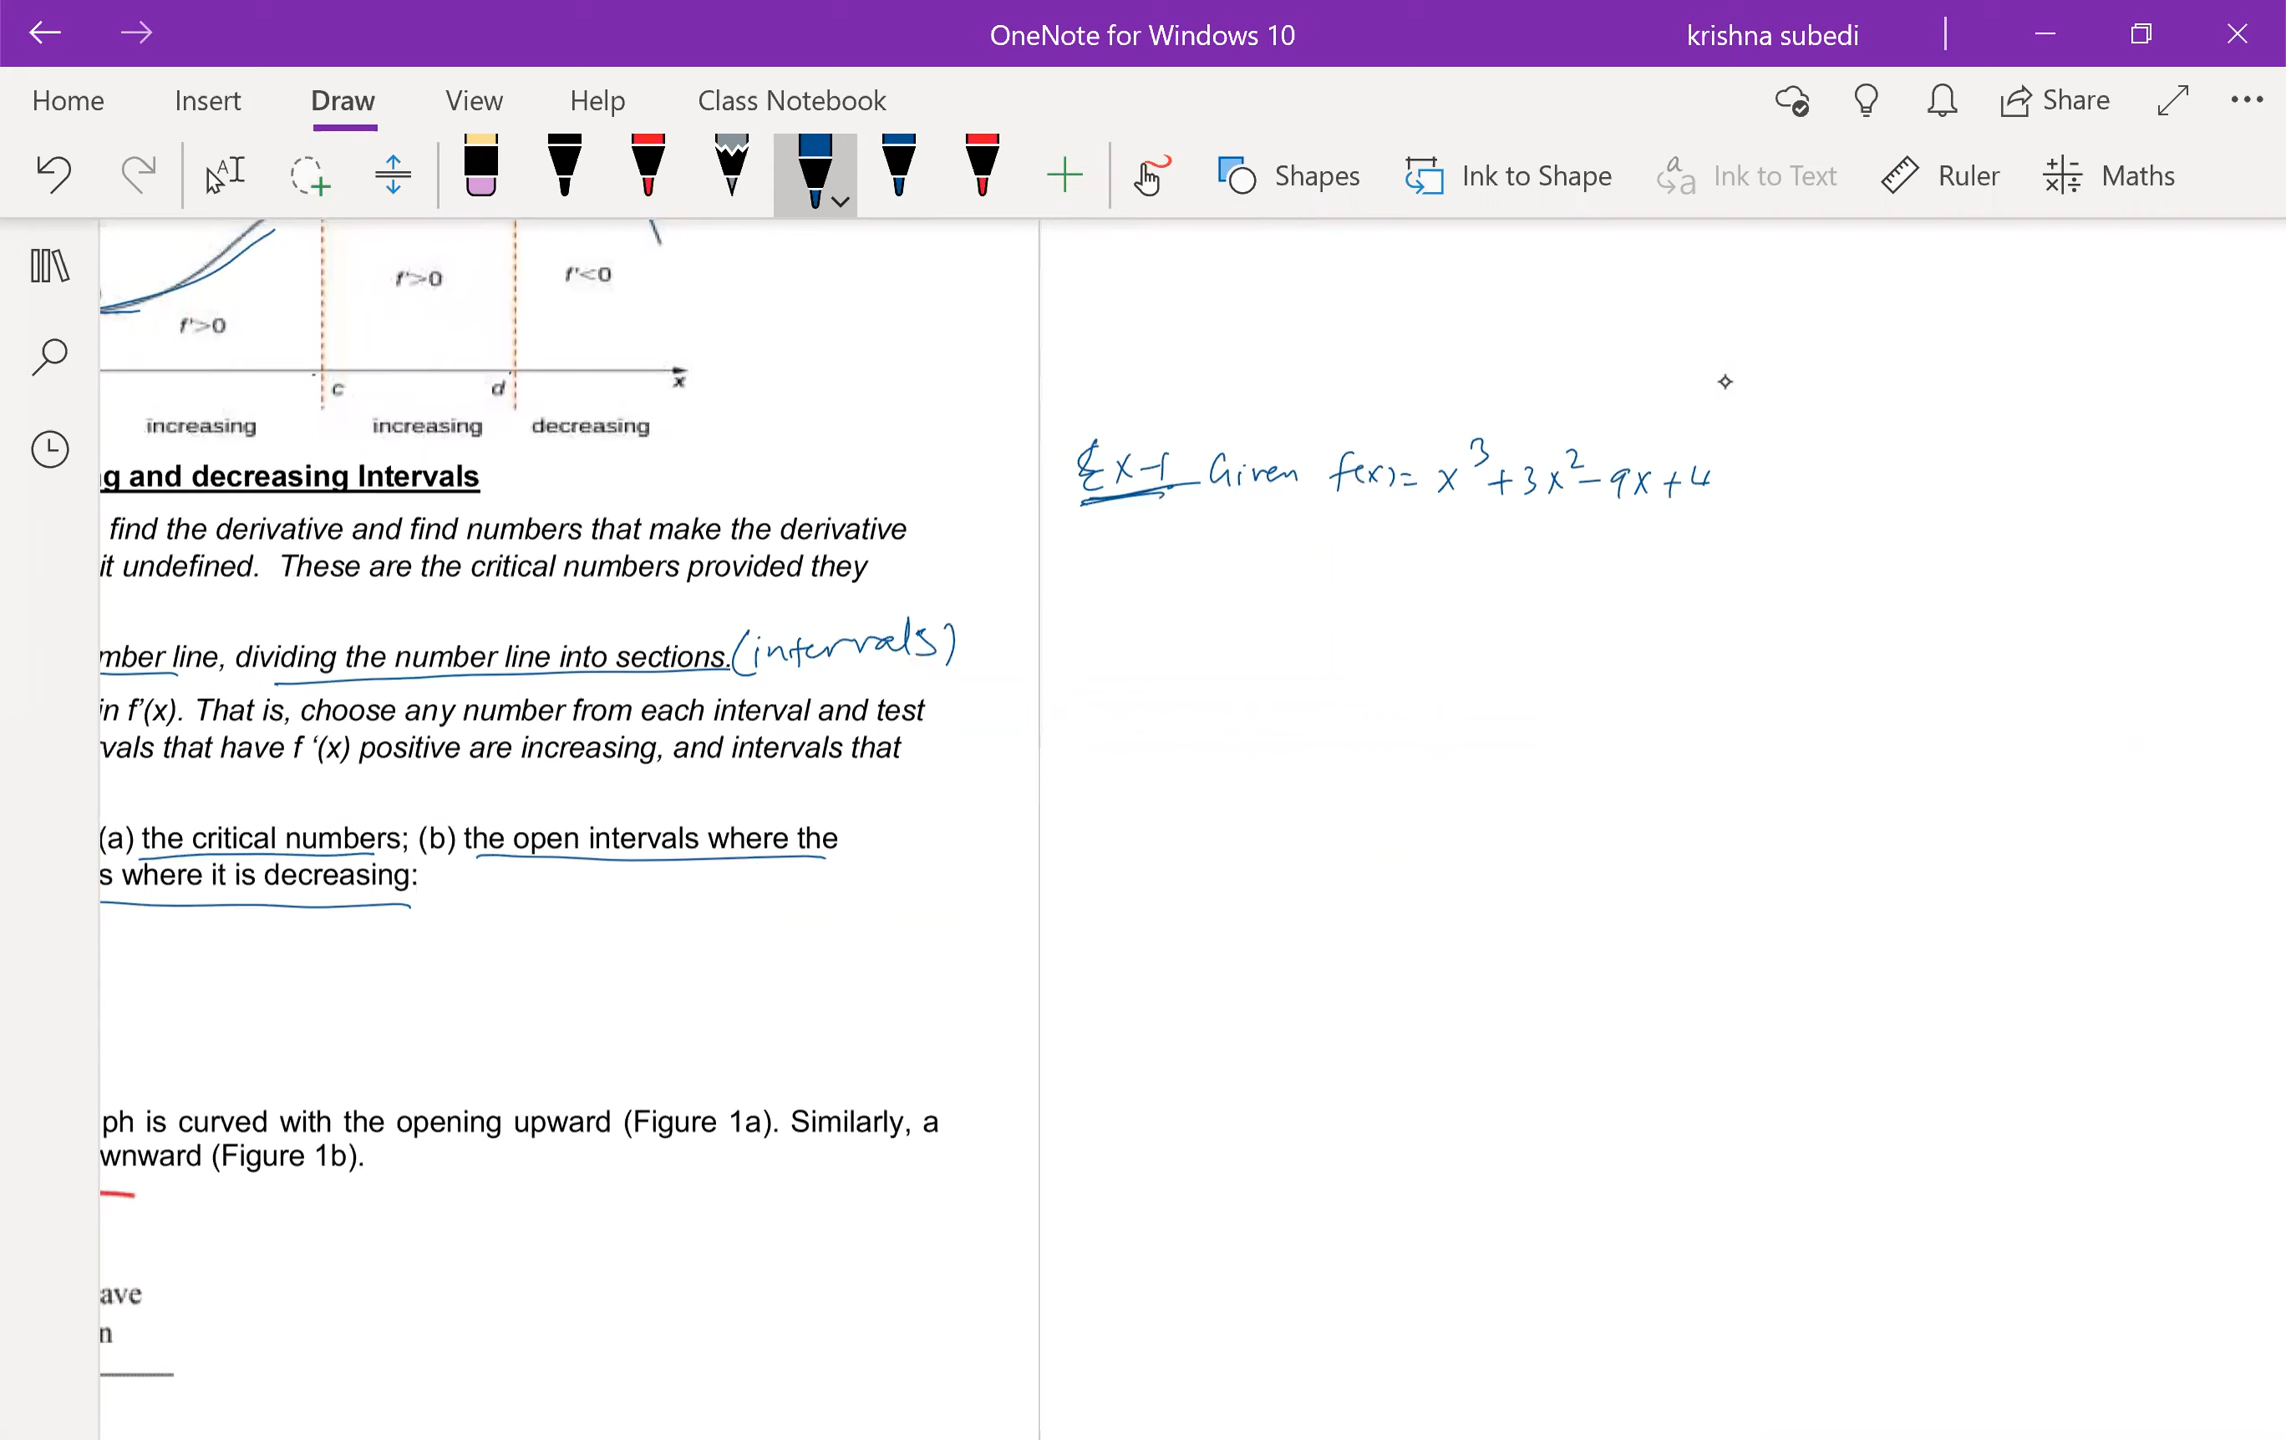 OneNote for Windows 10
krishna subedi
Home Insert Draw View Help Class Notebook
Share
Shapes Ink to Shape Ink to Text Ruler Maths
f'>0
f'>0
f'<0
c d x
increasing increasing decreasing
g and decreasing Intervals
find the derivative and find numbers that make the derivative
it undefined. These are the critical numbers provided they
mber line, dividing the number line into sections. (intervals)
in f'(x). That is, choose any number from each interval and test
vals that have f ‘(x) positive are increasing, and intervals that
(a) the critical numbers; (b) the open intervals where the
s where it is decreasing:
ph is curved with the opening upward (Figure 1a). Similarly, a
wnward (Figure 1b).
ave
n
Ex-1 Given f(x) = x³+3x²-9x+4